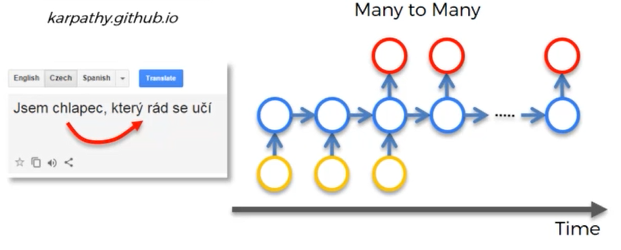 karpathy.github.io
Many to Many
English Czech Spanish Translate
Jsem chlapec, který rád se učí
.....
Time